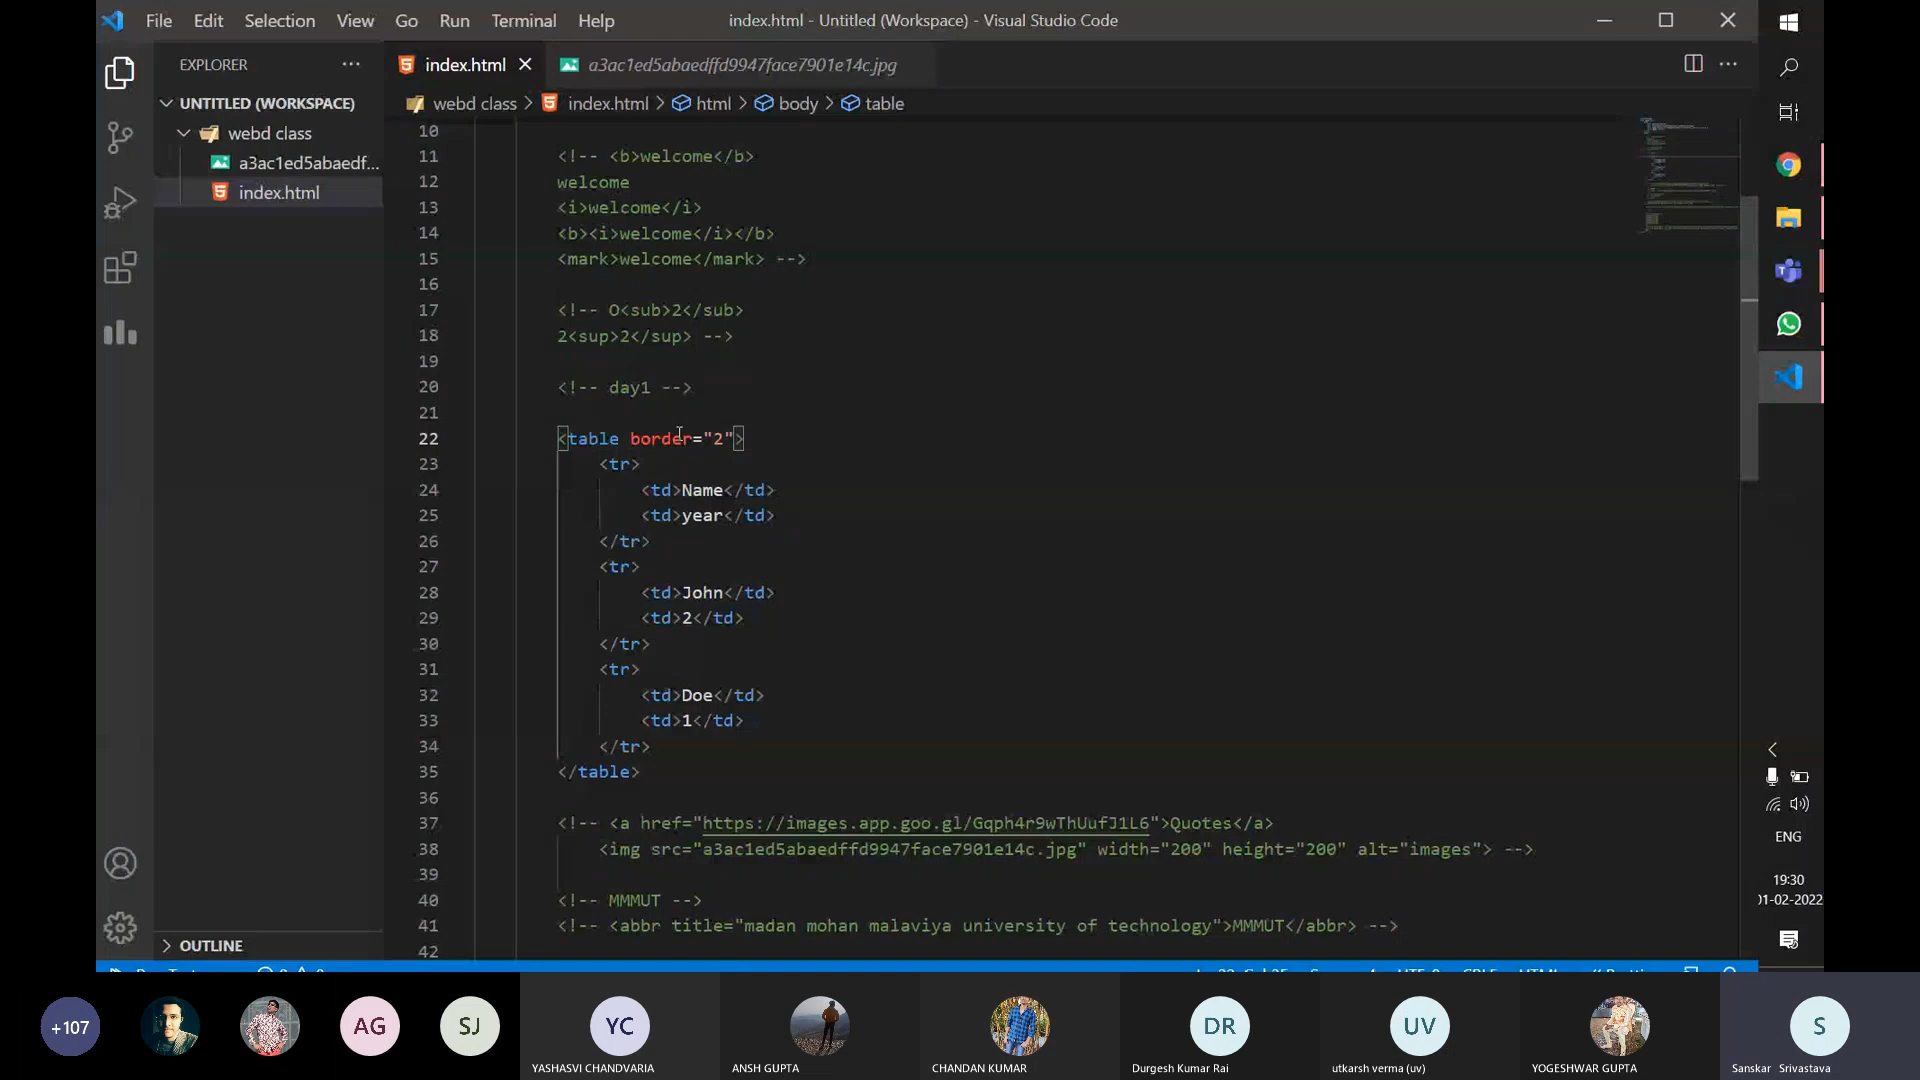 File Edit Selection View Go Run Terminal Help
index.html - Untitled (Workspace) - Visual Studio Code
EXPLORER
index.html
a3ac1ed5abaedffd9947face7901e14c.jpg
UNTITLED (WORKSPACE)
webd class > index.html > html > body > table
webd class
a3ac1ed5abaedf...
index.html
10
11 <!-- <b>welcome</b>
12 welcome
13 <i>welcome</i>
14 <b><i>welcome</i></b>
15 <mark>welcome</mark> -->
16
17 <!-- O<sub>2</sub>
18 2<sup>2</sup> -->
19
20 <!-- day1 -->
21
22 <table border="2">
23 <tr>
24 <td>Name</td>
25 <td>year</td>
26 </tr>
27 <tr>
28 <td>John</td>
29 <td>2</td>
30 </tr>
31 <tr>
32 <td>Doe</td>
33 <td>1</td>
34 </tr>
35 </table>
36
37 <!-- <a href="https://images.app.goo.gl/Gqph4r9wThUufJ1L6">Quotes</a>
38 <img src="a3ac1ed5abaedffd9947face7901e14c.jpg" width="200" height="200" alt="images"> -->
39
40 <!-- MMMUT -->
41 <!-- <abbr title="madan mohan malaviya university of technology">MMMUT</abbr> -->
42
OUTLINE
ENG
19:30
01-02-2022
+107
AG
SJ
YC
DR
UV
S
YASHASVI CHANDVARIA
ANSH GUPTA
CHANDAN KUMAR
Durgesh Kumar Rai
utkarsh verma (uv)
YOGESHWAR GUPTA
Sanskar Srivastava